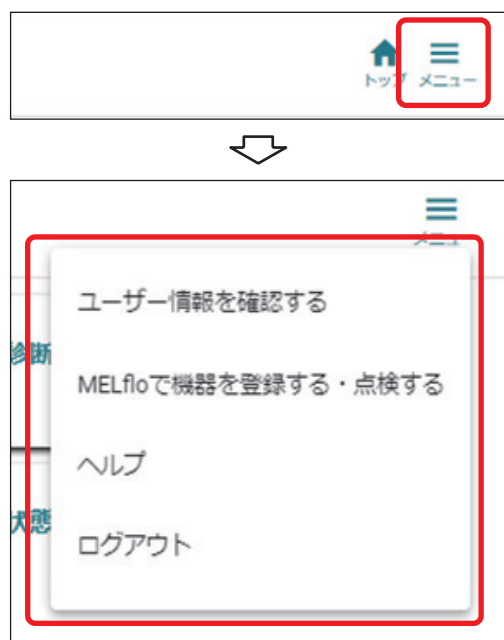 トップ メニュー
メニュ
診断
ユーザー情報を確認する
MELfloで機器を登録する・点検する
ヘルプ
状態
ログアウト